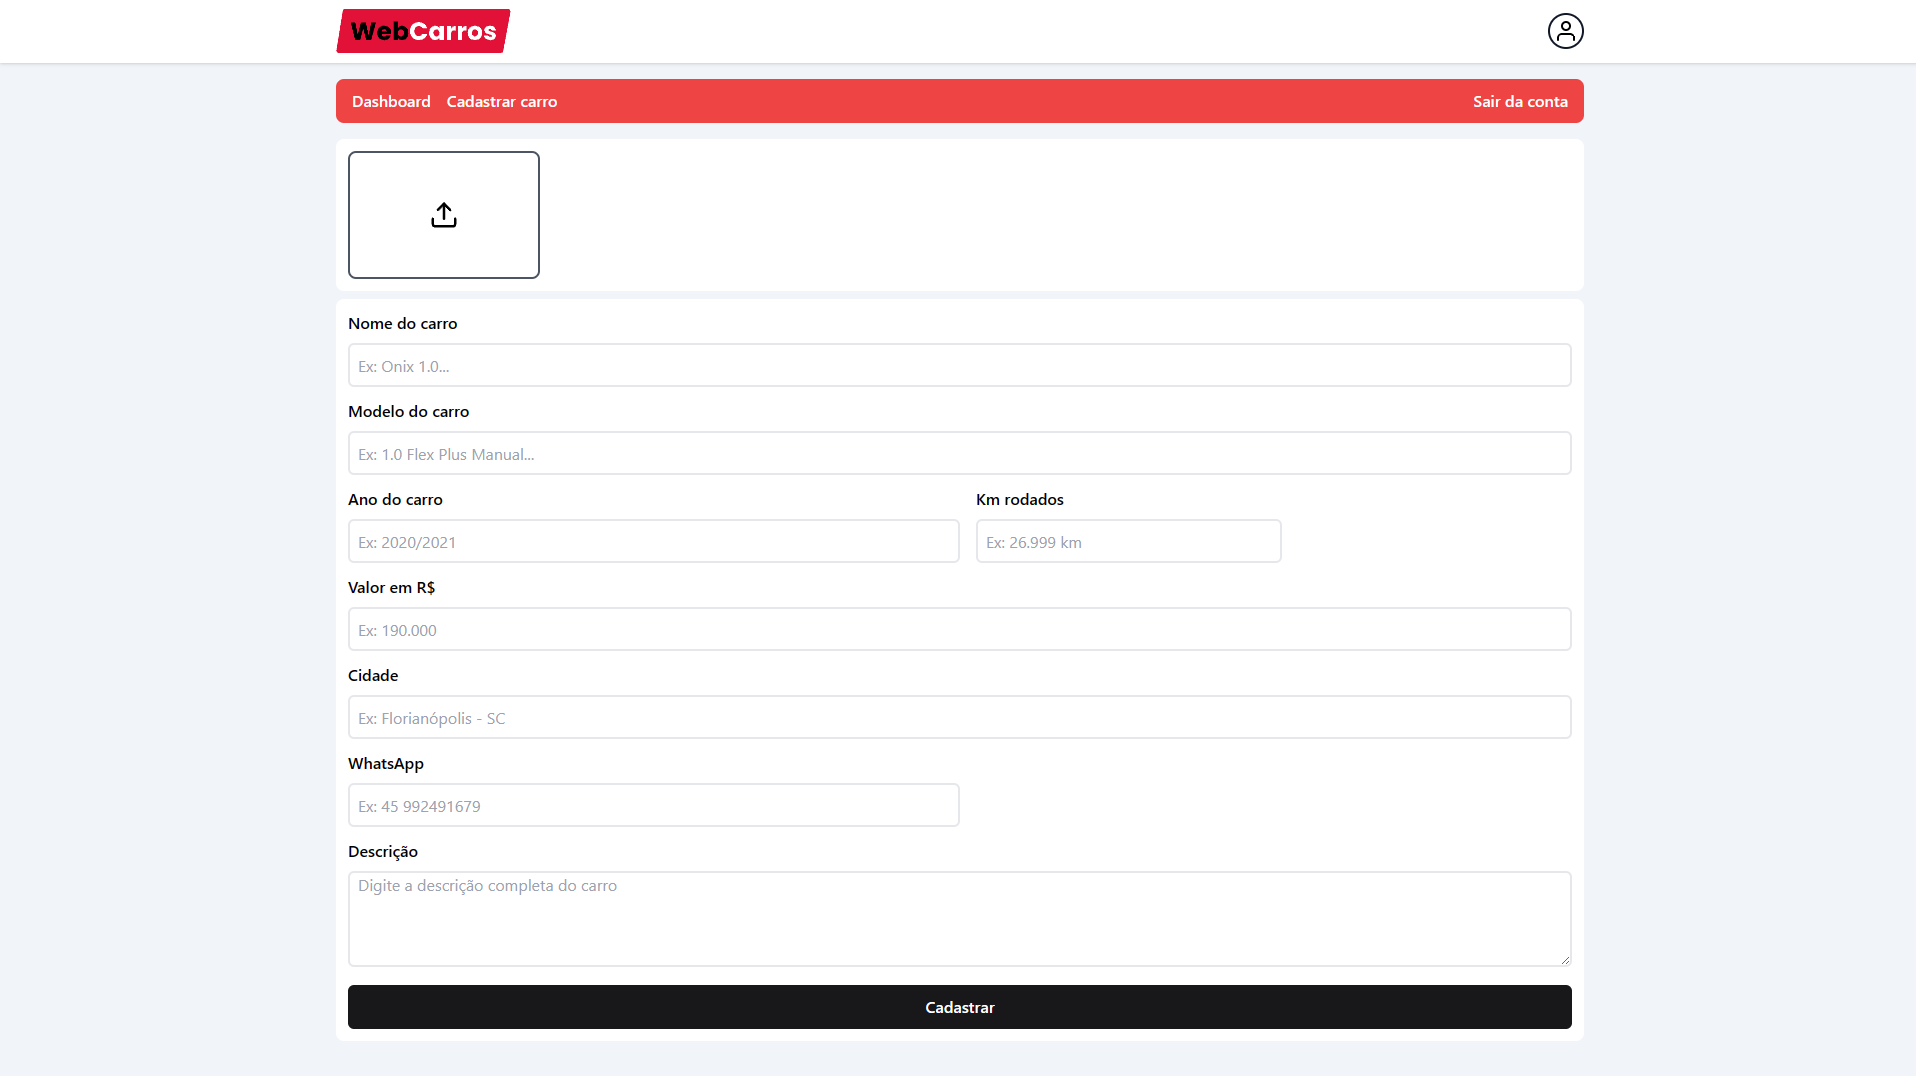 WebCarros
Dashboard Cadastrar carro Sair da conta
Nome do carro
Ex: Onix 1.0...
Modelo do carro
Ex: 1.0 Flex Plus Manual...
Ano do carro Km rodados
Ex: 2020/2021 Ex: 26.999 km
Valor em R$
Ex: 190.000
Cidade
Ex: Florianópolis - SC
WhatsApp
Ex: 45 992491679
Descrição
Digite a descrição completa do carro
Cadastrar